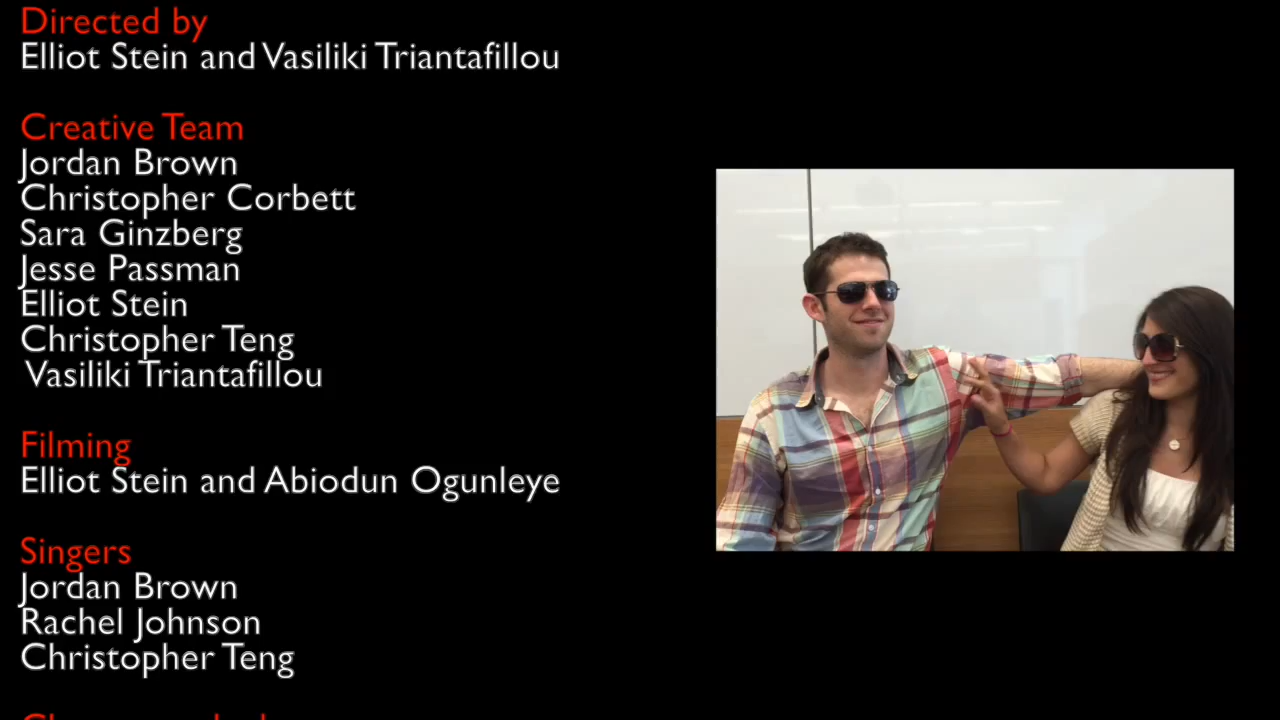 Directed by
Elliot Stein and Vasiliki Triantafillou
Creative Team
Jordan Brown
Christopher Corbett
Sara Ginzberg
Jesse Passman
Elliot Stein
Christopher Teng
Vasiliki Triantafillou
Filming
Elliot Stein and Abiodun Ogunleye
Singers
Jordan Brown
Rachel Johnson
Christopher Teng